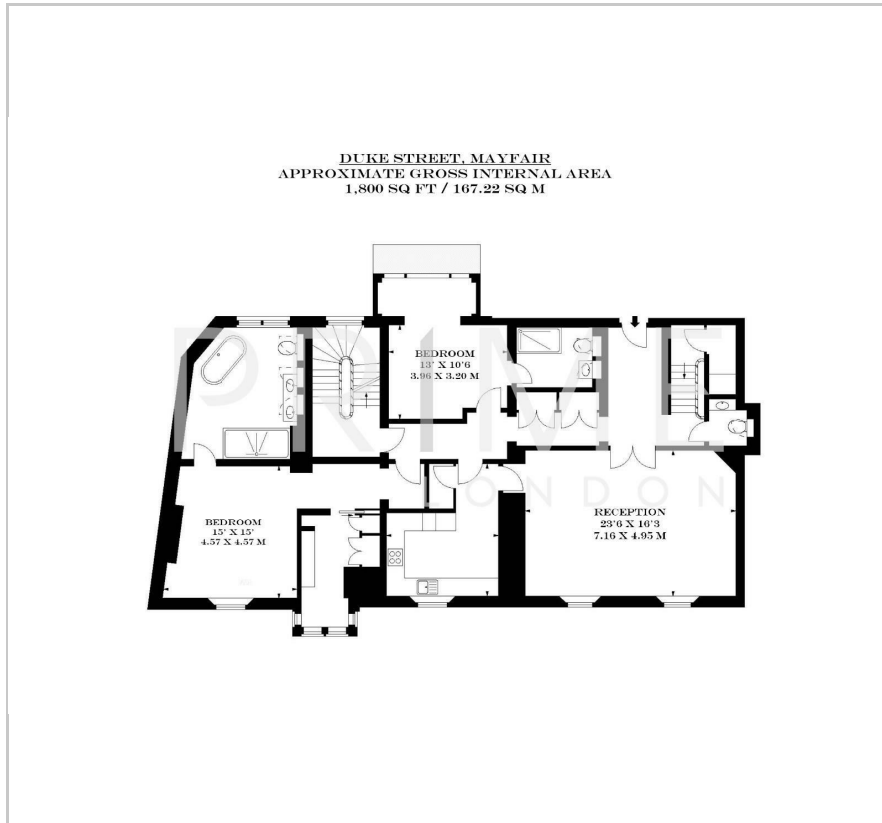 DUKE STREET, MAYFAIR
APPROXIMATE GROSS INTERNAL AREA
1,800 SQ FT / 167.22 SQ M
PRIME
LONDON
BEDROOM
13' X 10'6
3.96 X 3.20 M
BEDROOM
15' X 15'
4.57 X 4.57 M
RECEPTION
23'6 X 16'3
7.16 X 4.95 M